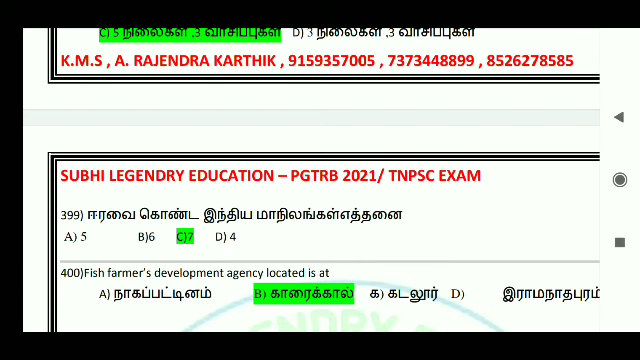 C) 5 நிலைகள் ,3 வாசிப்புகள் D) 3 நிலைகள் ,3 வாசிப்புகள்
K.M.S , A. RAJENDRA KARTHIK , 9159357005 , 7373448899 , 8526278585
SUBHI LEGENDRY EDUCATION – PGTRB 2021/ TNPSC EXAM
399) ஈரவை கொண்ட இந்திய மாநிலங்கள்எத்தனை
A) 5 B)6 C)7 D) 4
400)Fish farmer's development agency located is at
A) நாகப்பட்டினம் B) காரைக்கால் க) கடலூர் D) இராமநாதபுரம்